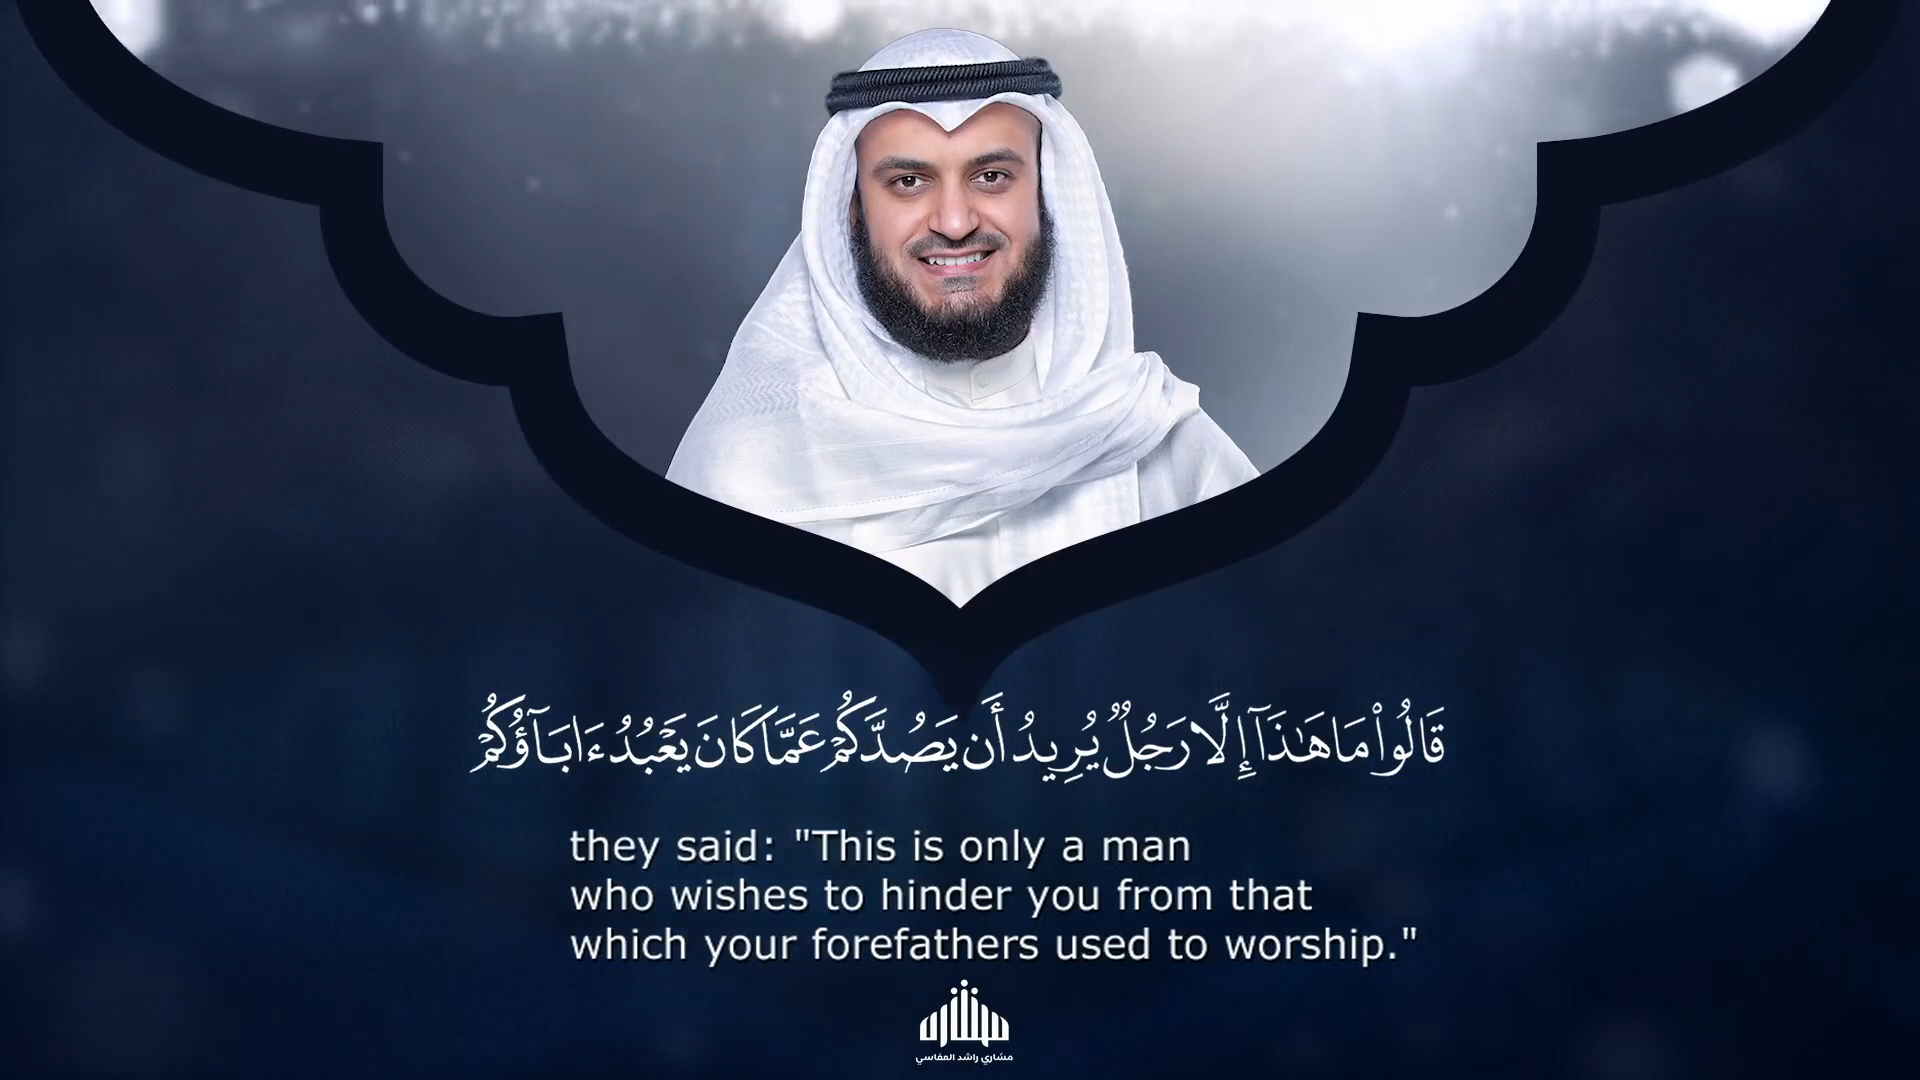 قَالُوا۟ مَا هَـٰذَآ إِلَّا رَجُلٌ يُرِيدُ أَن يَصُدَّكُمْ عَمَّا كَانَ يَعْبُدُ ءَابَآؤُكُمْ
they said: "This is only a man
who wishes to hinder you from that
which your forefathers used to worship."
مشاري راشد العفاسي